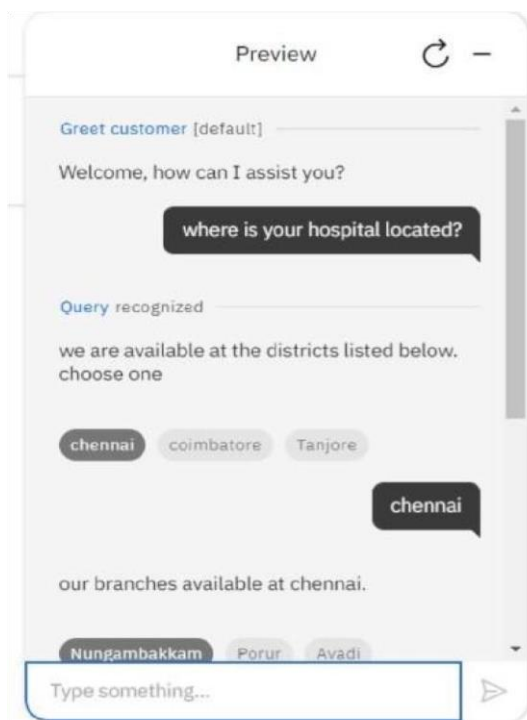 Preview
Greet customer [default]
Welcome, how can I assist you?
where is your hospital located?
Query recognized
we are available at the districts listed below.
choose one
chennai coimbatore Tanjore
chennai
our branches available at chennai.
Nungambakkam Porur Avadi
Type something...